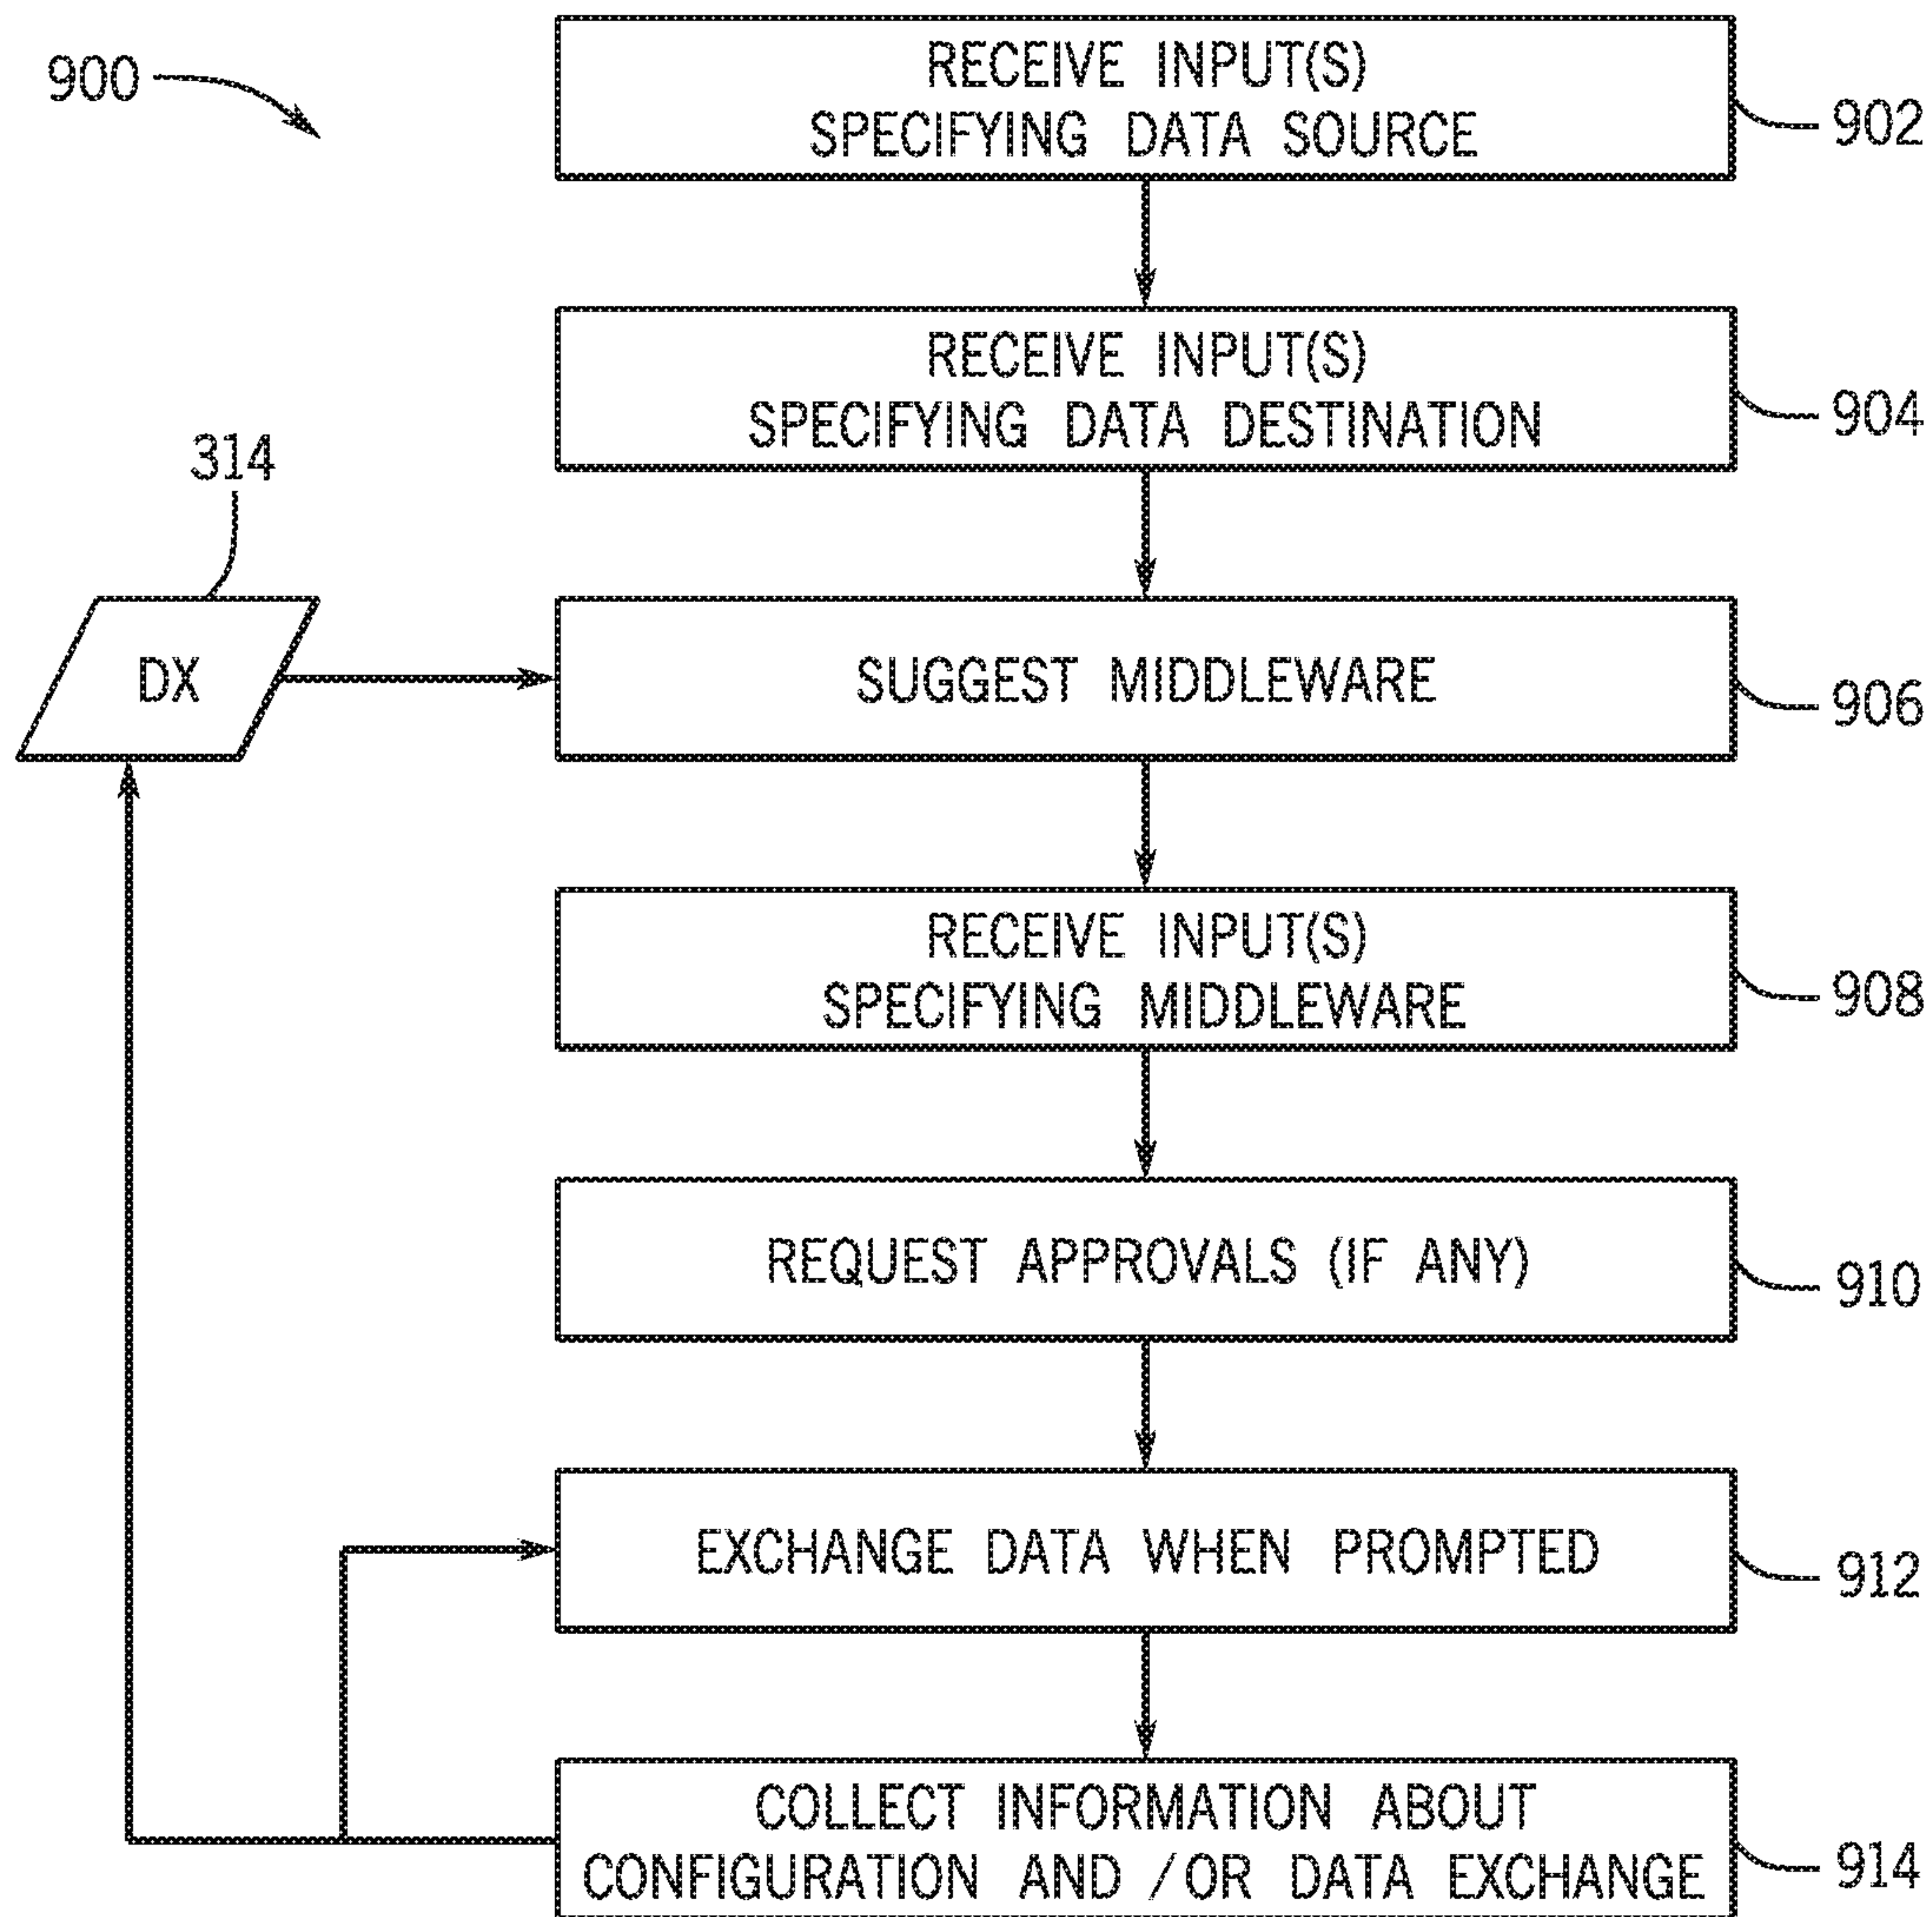 900
RECEIVE INPUT(S)
SPECIFYING DATA SOURCE
902
RECEIVE INPUT(S)
SPECIFYING DATA DESTINATION
904
314
DX
SUGGEST MIDDLEWARE
906
RECEIVE INPUT(S)
SPECIFYING MIDDLEWARE
908
REQUEST APPROVALS (IF ANY)
910
EXCHANGE DATA WHEN PROMPTED
912
COLLECT INFORMATION ABOUT
CONFIGURATION AND /OR DATA EXCHANGE
914